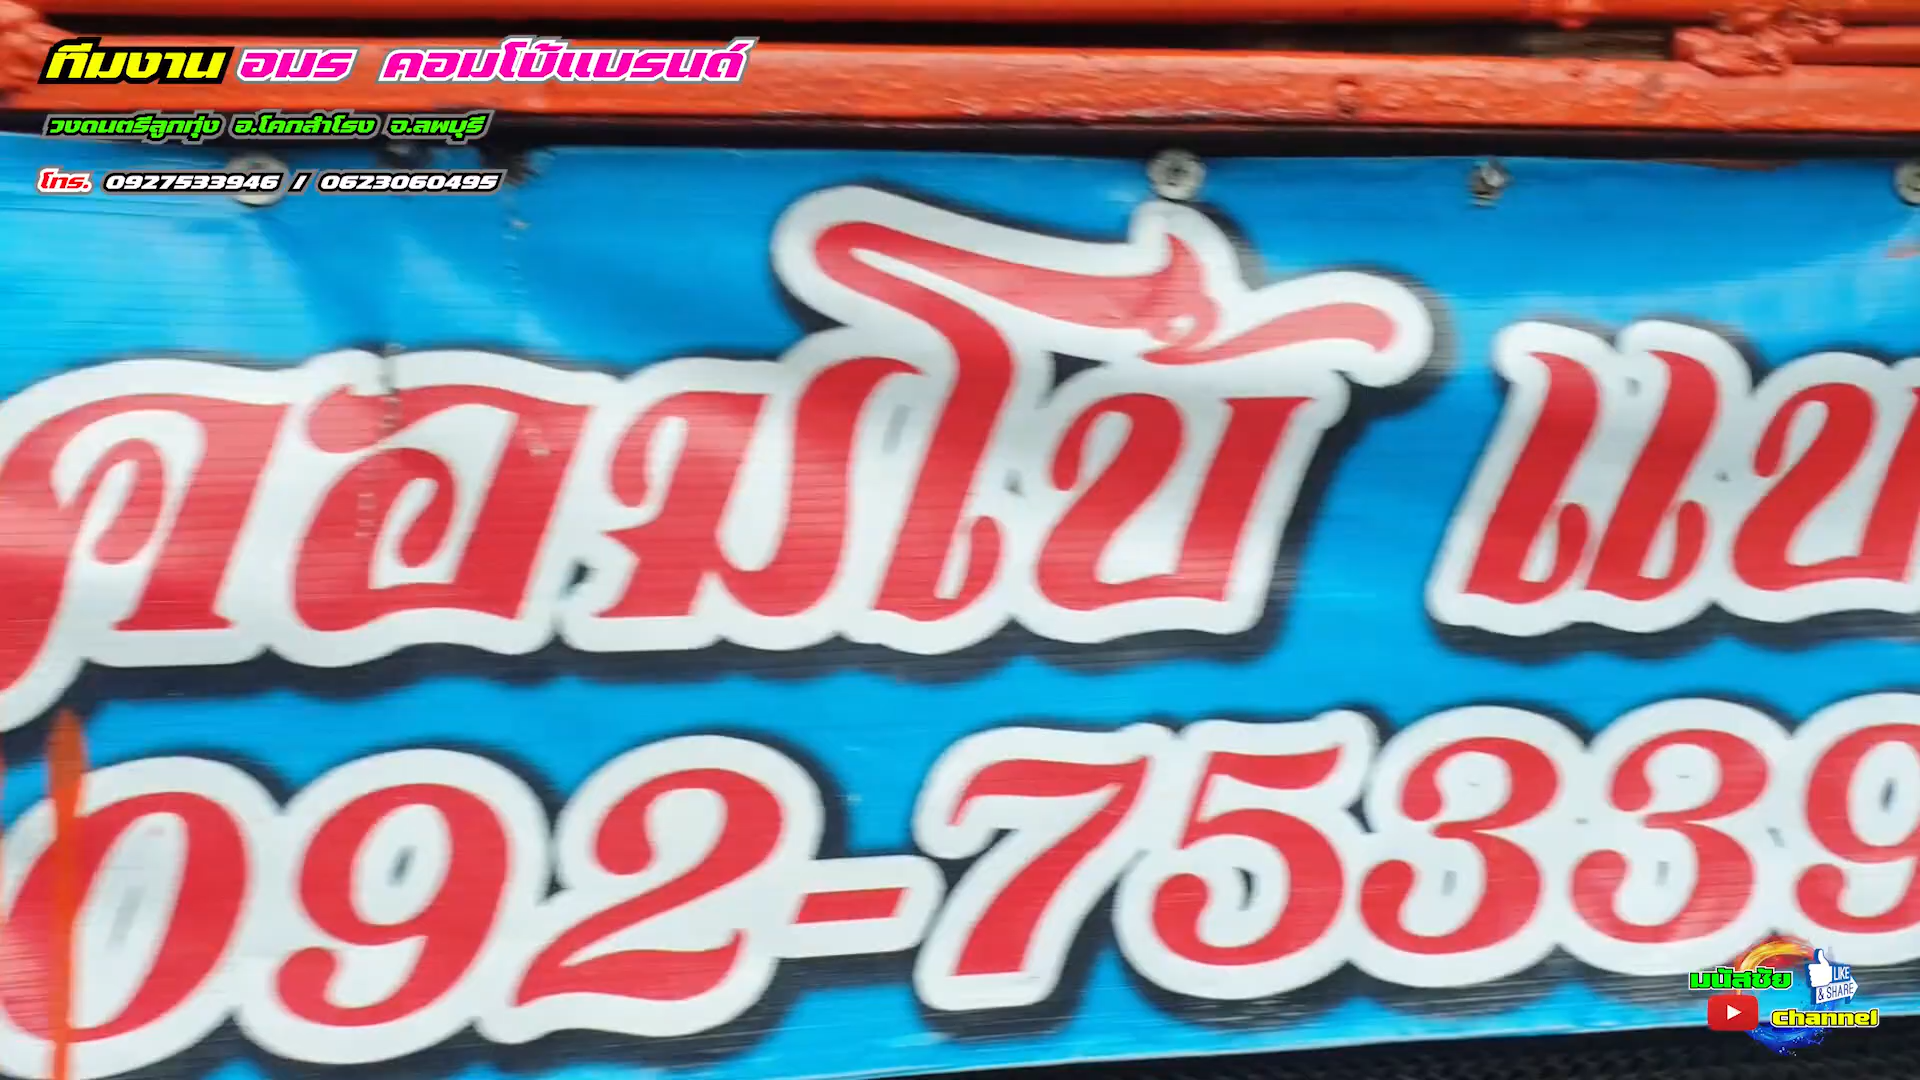 ทีมงาน อมร คอมโบ้แบรนด์
วงดนตรีลูกทุ่ง อ.โคกสำโรง จ.ลพบุรี
โทร. 0927533946 / 0623060495
คอมโบ้ แบ
092-75339
มนัสชัย
LIKE
& SHARE
Channel